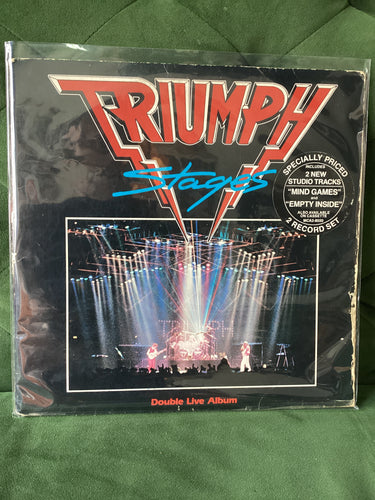 TRIUMPH
Stages
SPECIALLY PRICED
INCLUDES
2 NEW
STUDIO TRACKS
"MIND GAMES"
and
"EMPTY INSIDE"
ALSO AVAILABLE
ON CASSETTE
2 RECORD SET
Double Live Album